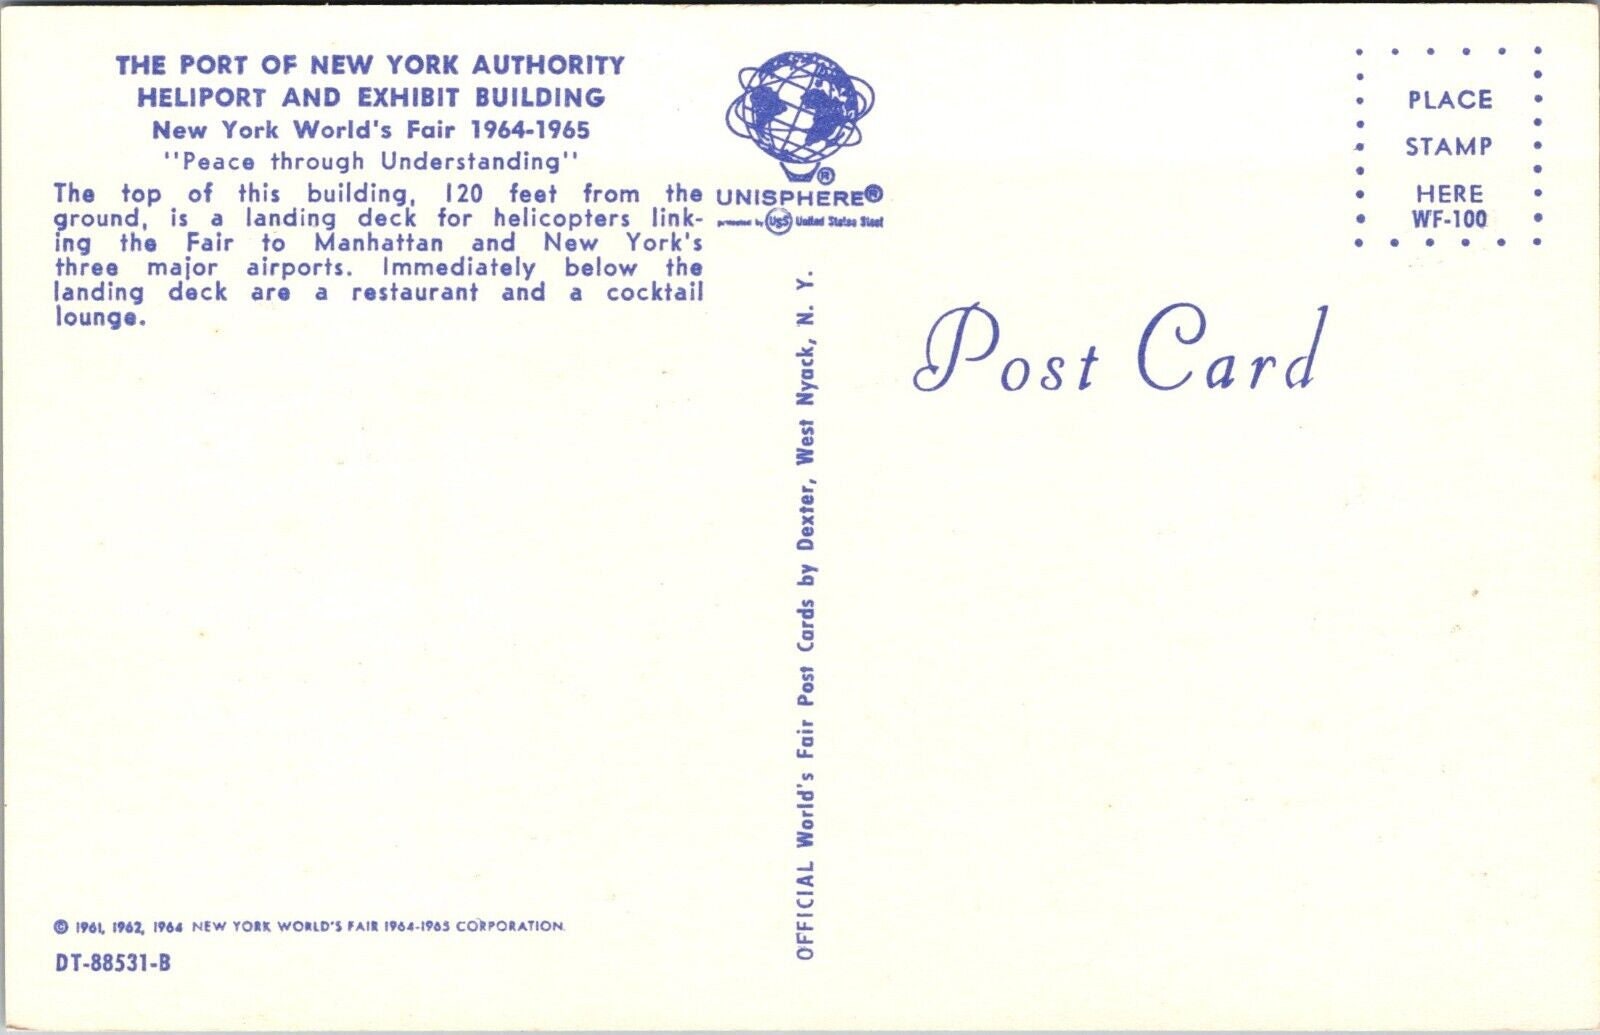 THE PORT OF NEW YORK AUTHORITY
HELIPORT AND EXHIBIT BUILDING
New York World's Fair 1964-1965
"Peace through Understanding"
The top of this building, 120 feet from the
ground, is a landing deck for helicopters link-
ing the Fair to Manhattan and New York's
three major airports. Immediately below the
landing deck are a restaurant and a cocktail
lounge.
®
UNISPHERE®
presented by USS United States Steel
PLACE
STAMP
HERE
WF-100
Post Card
OFFICIAL World's Fair Post Cards by Dexter, West Nyack, N. Y.
© 1961, 1962, 1964 NEW YORK WORLD'S FAIR 1964-1965 CORPORATION.
DT-88531-B